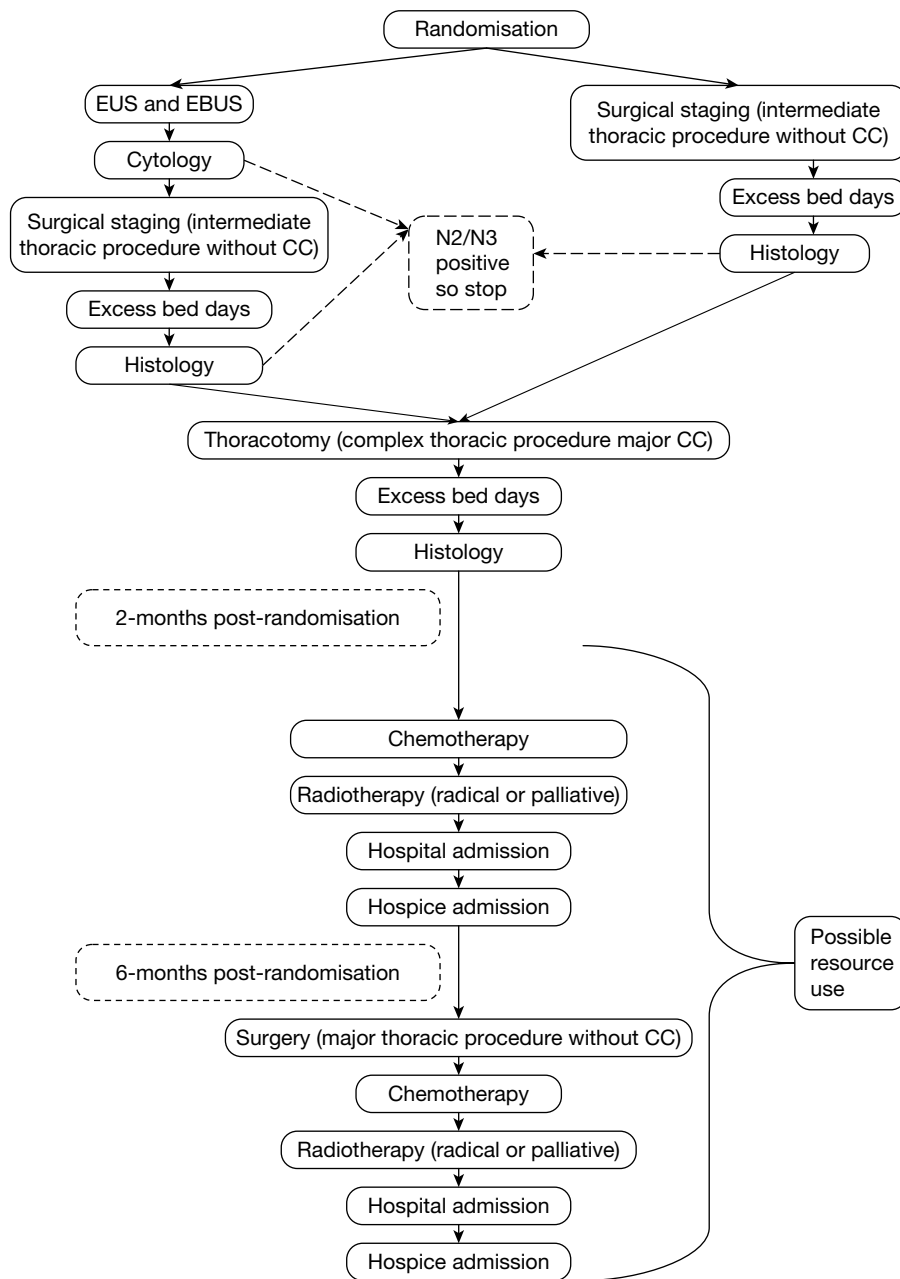 Randomisation
EUS and EBUS
Cytology
Surgical staging (intermediate
thoracic procedure without CC)
Excess bed days
Histology
Surgical staging (intermediate
thoracic procedure without CC)
Excess bed days
Histology
N2/N3
positive
so stop
Thoracotomy (complex thoracic procedure major CC)
Excess bed days
Histology
2-months post-randomisation
Chemotherapy
Radiotherapy (radical or palliative)
Hospital admission
Hospice admission
6-months post-randomisation
Possible
resource
use
Surgery (major thoracic procedure without CC)
Chemotherapy
Radiotherapy (radical or palliative)
Hospital admission
Hospice admission